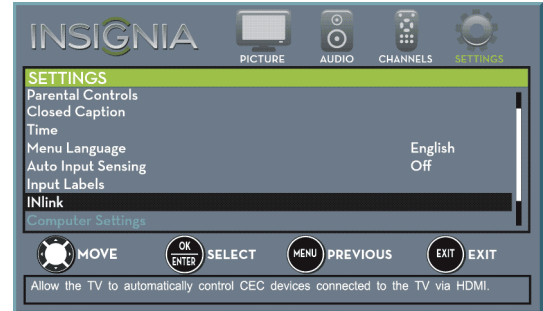 INSIGNIA
PICTURE AUDIO CHANNELS SETTINGS
SETTINGS
Parental Controls
Closed Caption
Time
Menu Language English
Auto Input Sensing Off
Input Labels
INlink
Computer Settings
MOVE OK ENTER SELECT MENU PREVIOUS EXIT EXIT
Allow the TV to automatically control CEC devices connected to the TV via HDMI.